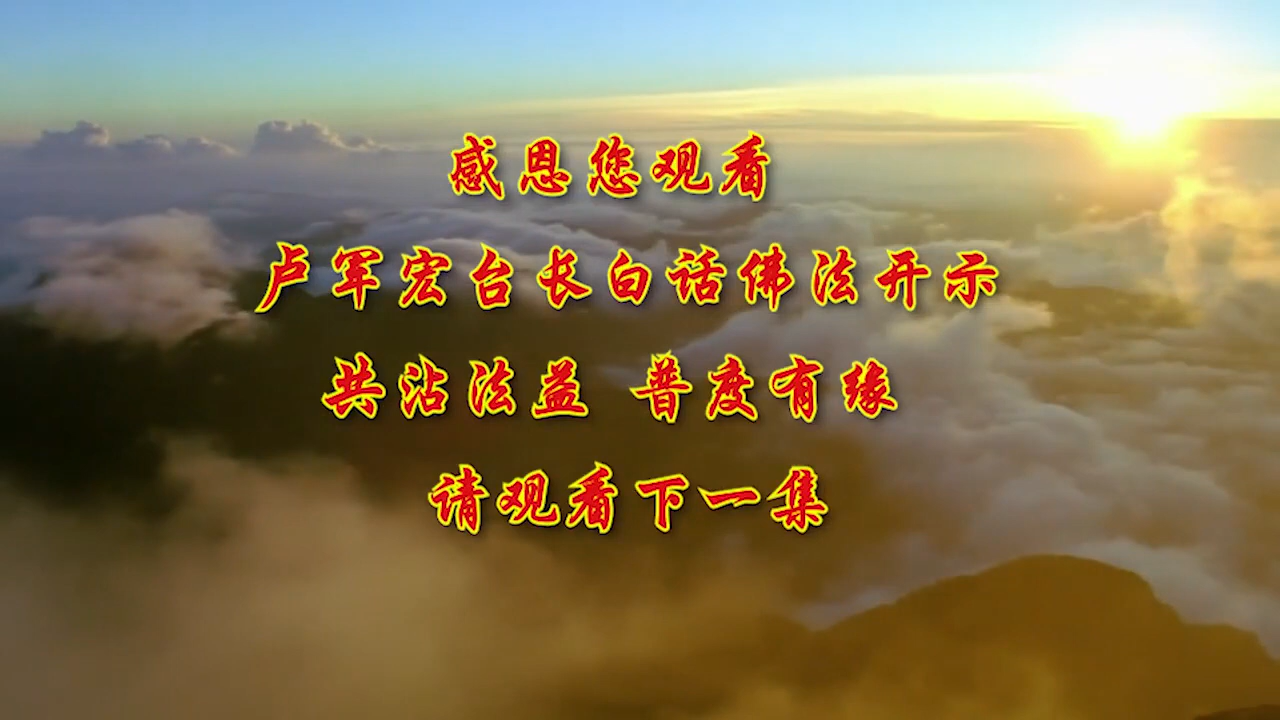 感恩您观看
卢军宏台长白话佛法开示
共沾法益 普度有缘
请观看下一集